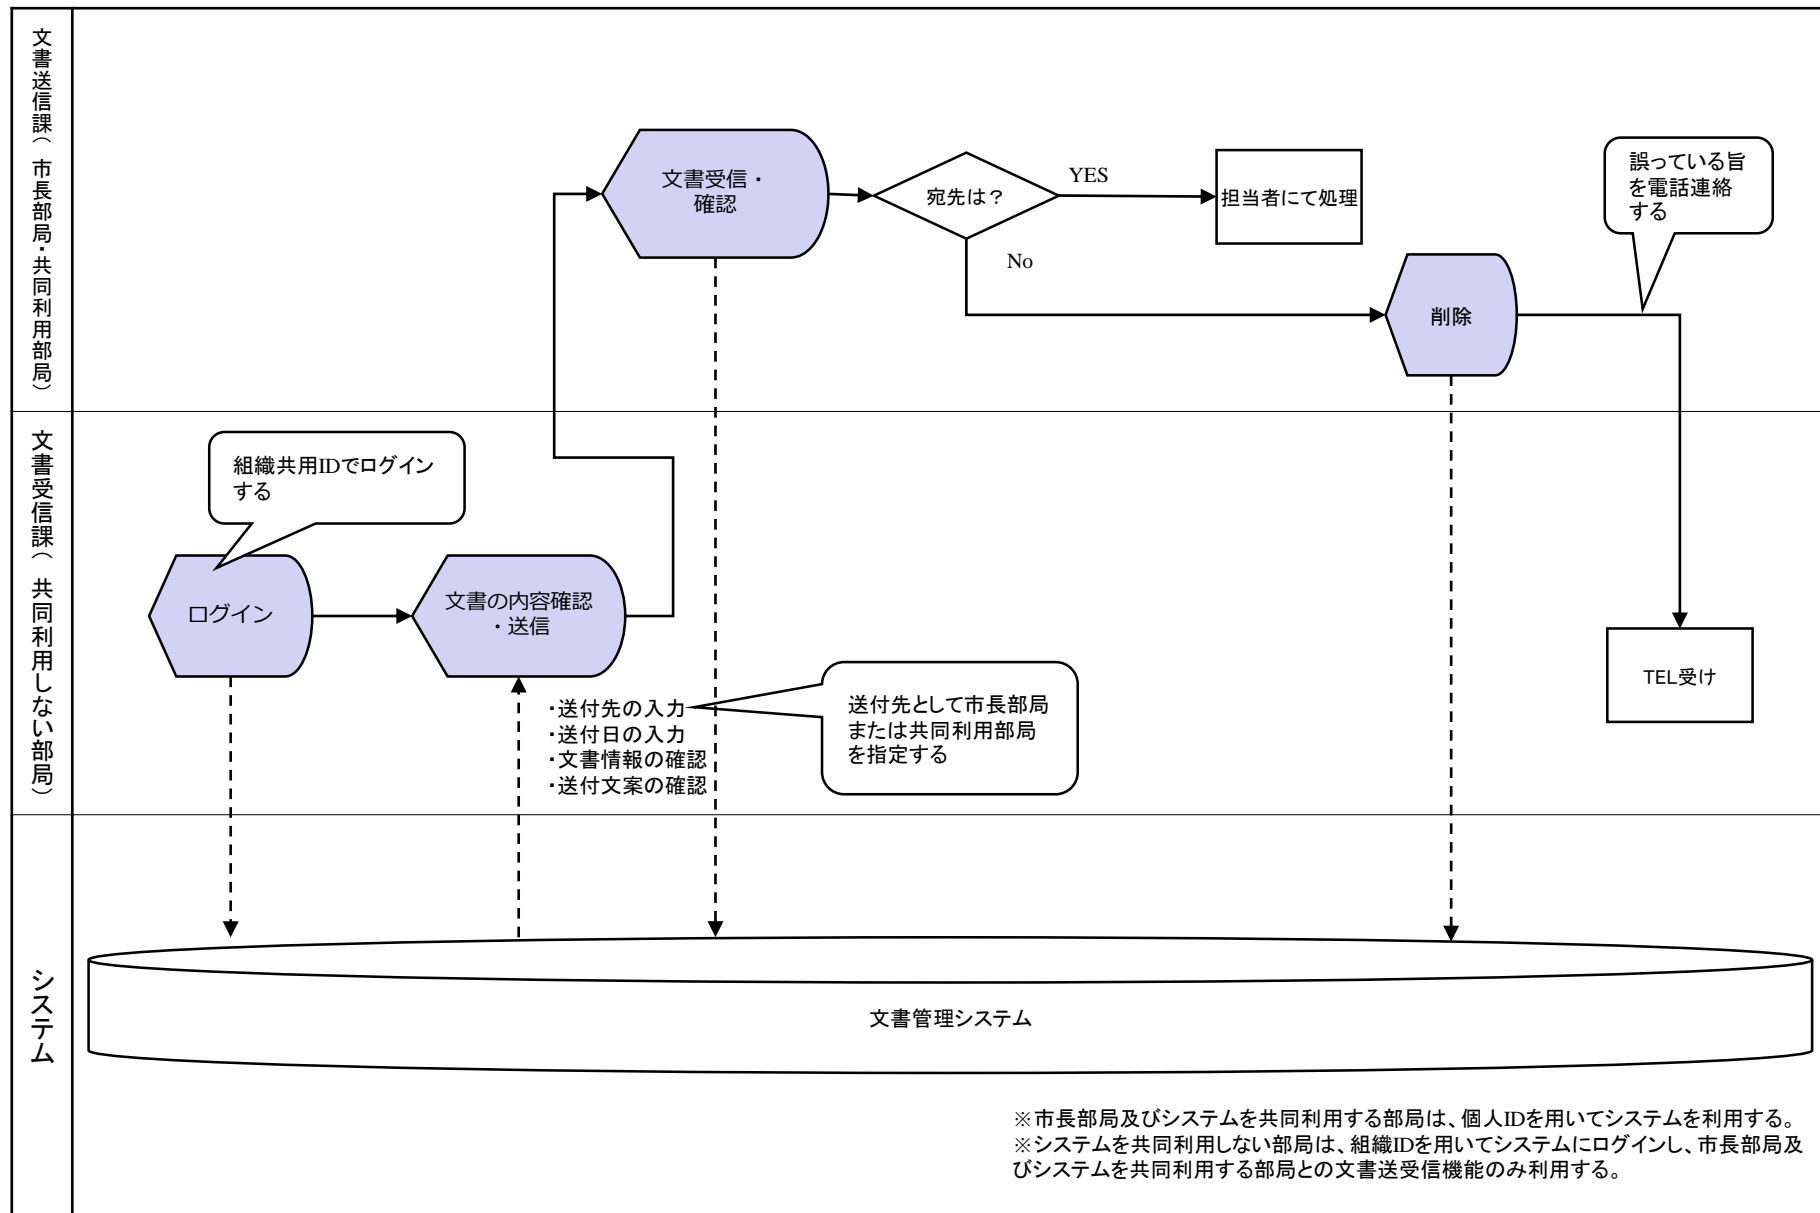 文書送信課（市長部局・共同利用部局）
文書受信・
確認
宛先は？
YES
No
担当者にて処理
誤っている旨
を電話連絡
する
削除
文書受信課（共同利用しない部局）
組織共用IDでログイン
する
ログイン
文書の内容確認
・送信
・送付先の入力
・送付日の入力
・文書情報の確認
・送付文案の確認
送付先として市長部局
または共同利用部局
を指定する
TEL受け
システム
文書管理システム
※市長部局及びシステムを共同利用する部局は、個人IDを用いてシステムを利用する。
※システムを共同利用しない部局は、組織IDを用いてシステムにログインし、市長部局及
びシステムを共同利用する部局との文書送受信機能のみ利用する。